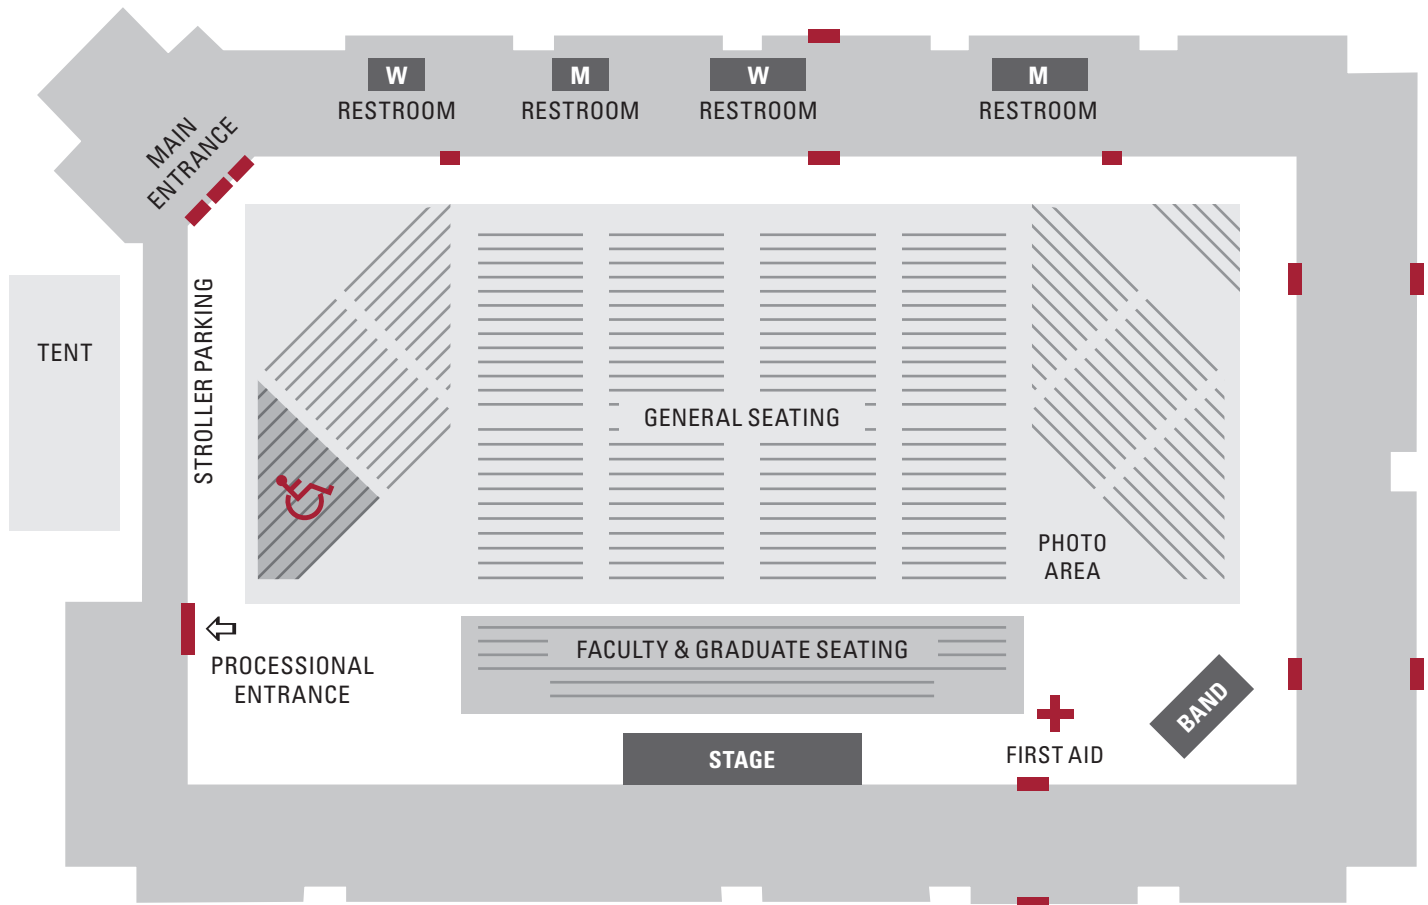 W
M
W
M
RESTROOM
RESTROOM
RESTROOM
RESTROOM
MAIN
ENTRANCE
TENT
STROLLER PARKING
GENERAL SEATING
PHOTO
AREA
PROCESSIONAL
ENTRANCE
FACULTY & GRADUATE SEATING
BAND
FIRST AID
STAGE